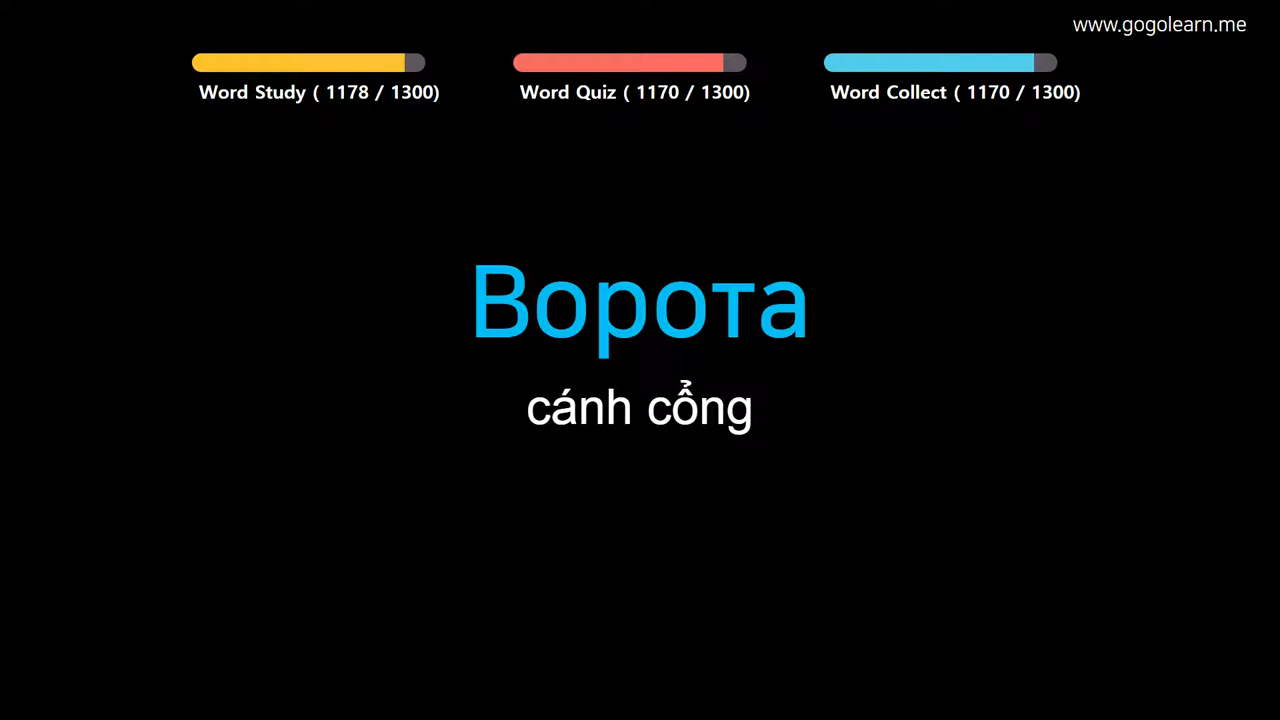 www.gogolearn.me
Word Study ( 1178 / 1300)
Word Quiz ( 1170 / 1300)
Word Collect ( 1170 / 1300)
Ворота
cánh cổng